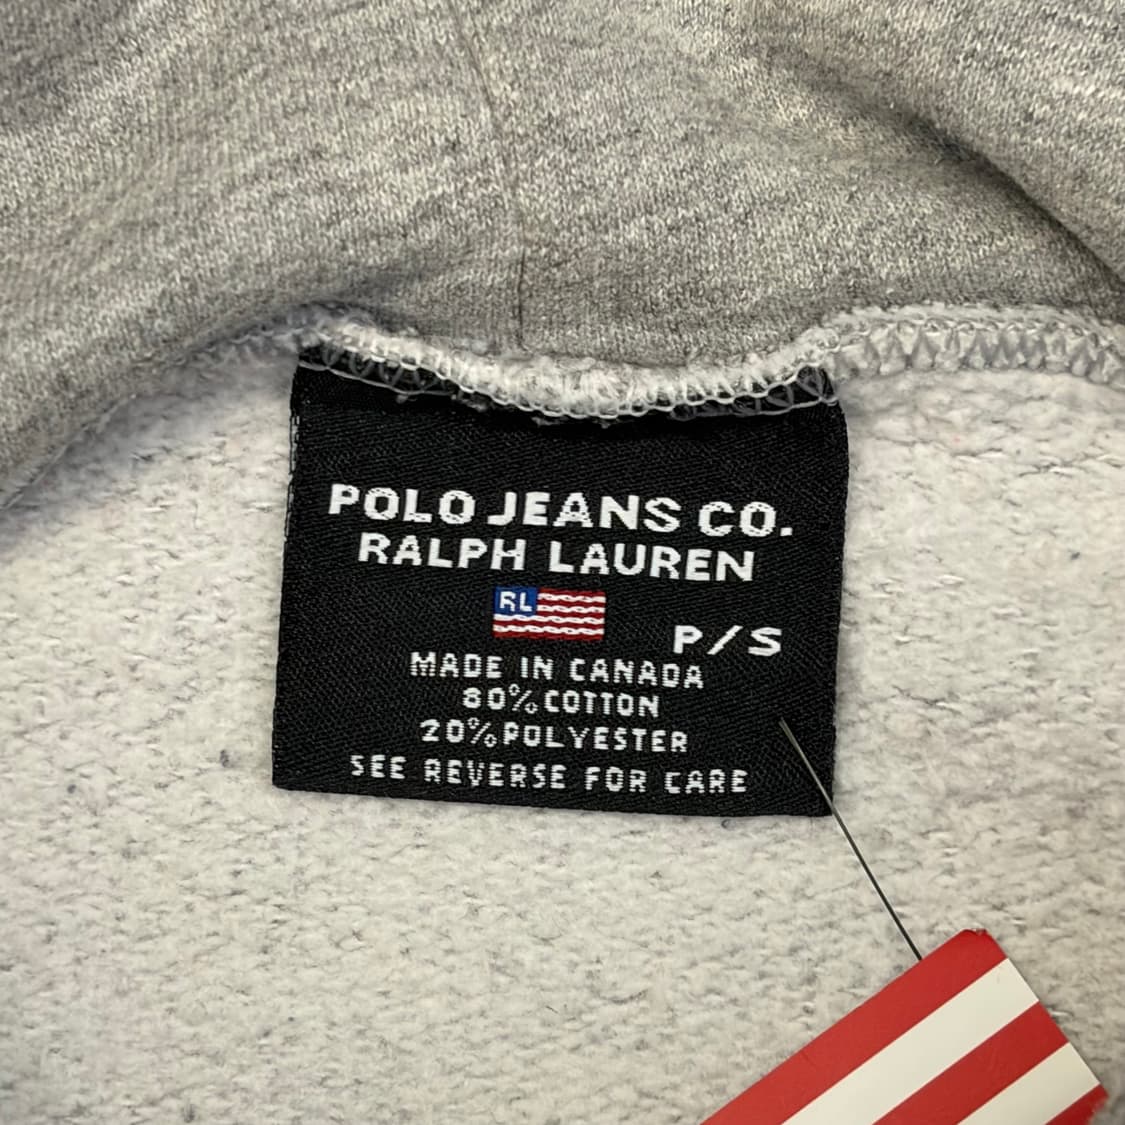 POLO JEANS CO.
RALPH LAUREN
RL
P/S
MADE IN CANADA
80% COTTON
20% POLYESTER
SEE REVERSE FOR CARE